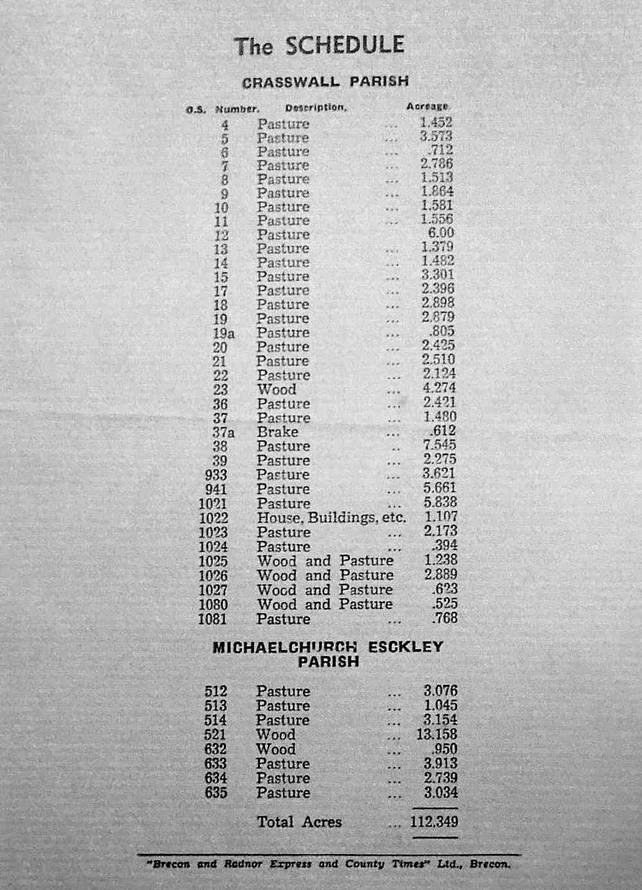 The SCHEDULE
CRASSWALL PARISH
O.S. Number. Description. Acreage
4 Pasture ... 1.452
5 Pasture ... 3.573
6 Pasture ... .712
7 Pasture ... 2.786
8 Pasture ... 1.513
9 Pasture ... 1.864
10 Pasture ... 1.581
11 Pasture ... 1.556
12 Pasture ... 6.00
13 Pasture ... 1.379
14 Pasture ... 1.482
15 Pasture ... 3.301
17 Pasture ... 2.396
18 Pasture ... 2.898
19 Pasture ... 2.879
19a Pasture ... .805
20 Pasture ... 2.425
21 Pasture ... 2.510
22 Pasture ... 2.124
23 Wood ... 4.274
36 Pasture ... 2.421
37 Pasture ... 1.480
37a Brake ... .612
38 Pasture .. 7.545
39 Pasture ... 2.275
933 Pasture ... 3.621
941 Pasture ... 5.661
1021 Pasture ... 5.838
1022 House, Buildings, etc. 1.107
1023 Pasture ... 2.173
1024 Pasture ... .394
1025 Wood and Pasture 1.238
1026 Wood and Pasture 2.889
1027 Wood and Pasture .623
1080 Wood and Pasture .525
1081 Pasture ... .768
MICHAELCHURCH ESCKLEY
PARISH
512 Pasture ... 3.076
513 Pasture ... 1.045
514 Pasture ... 3.154
521 Wood ... 13.158
632 Wood ... .950
633 Pasture ... 3.913
634 Pasture ... 2.739
635 Pasture ... 3.034
Total Acres ... 112.349
"Brecon and Radnor Express and County Times" Ltd., Brecon.